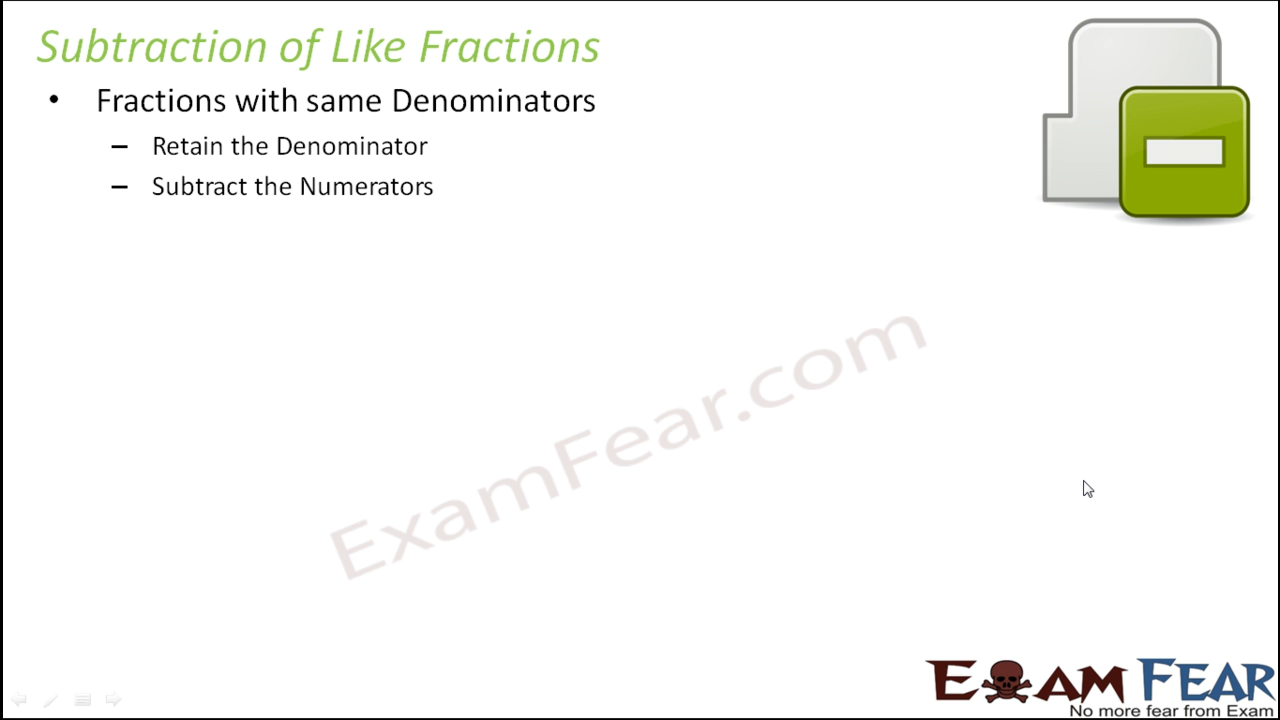 Subtraction of Like Fractions
• Fractions with same Denominators
– Retain the Denominator
– Subtract the Numerators
ExamFear.com
EXAM FEAR
No more fear from Exam